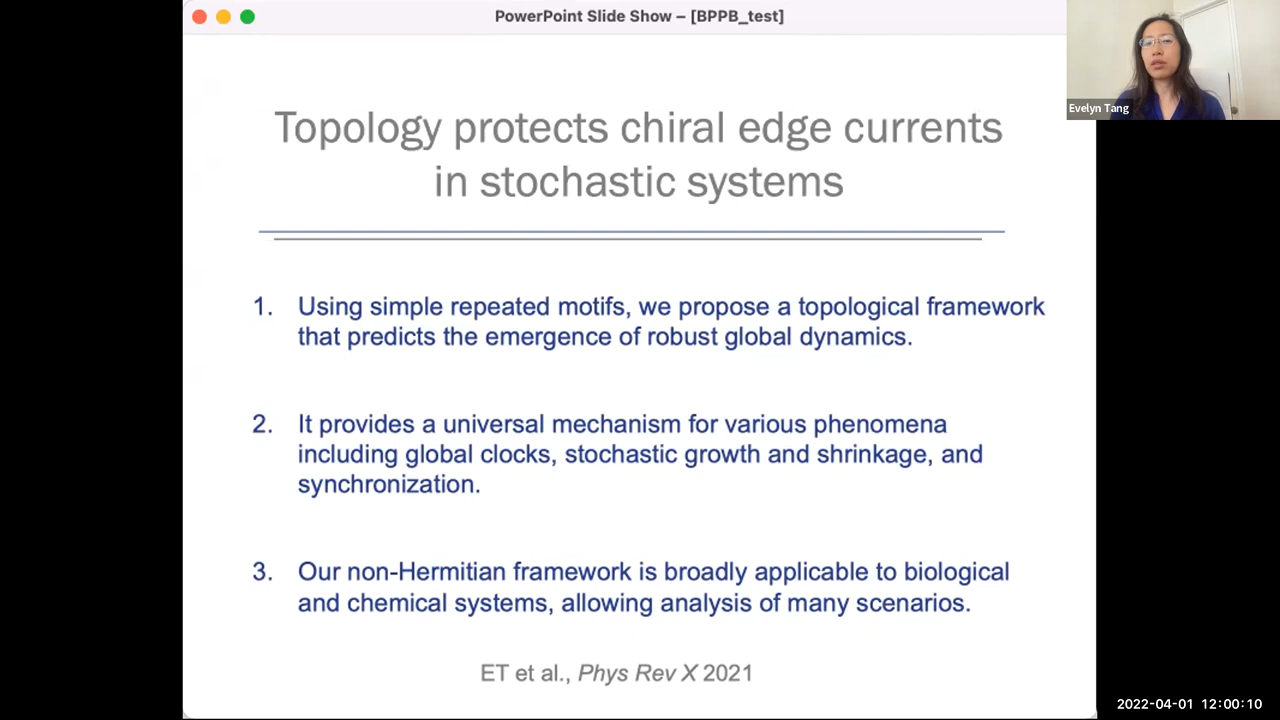 PowerPoint Slide Show – [BPPB_test]
Evelyn Tang
Topology protects chiral edge currents
in stochastic systems
1. Using simple repeated motifs, we propose a topological framework
that predicts the emergence of robust global dynamics.
2. It provides a universal mechanism for various phenomena
including global clocks, stochastic growth and shrinkage, and
synchronization.
3. Our non-Hermitian framework is broadly applicable to biological
and chemical systems, allowing analysis of many scenarios.
ET et al., Phys Rev X 2021
2022-04-01 12:00:10